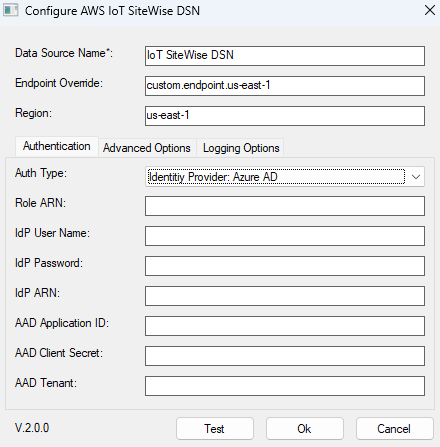 Configure AWS IoT SiteWise DSN
Data Source Name*: IoT SiteWise DSN
Endpoint Override: custom.endpoint.us-east-1
Region: us-east-1
Authentication Advanced Options Logging Options
Auth Type: Identitiy Provider: Azure AD
Role ARN:
IdP User Name:
IdP Password:
IdP ARN:
AAD Application ID:
AAD Client Secret:
AAD Tenant:
V.2.0.0 Test Ok Cancel